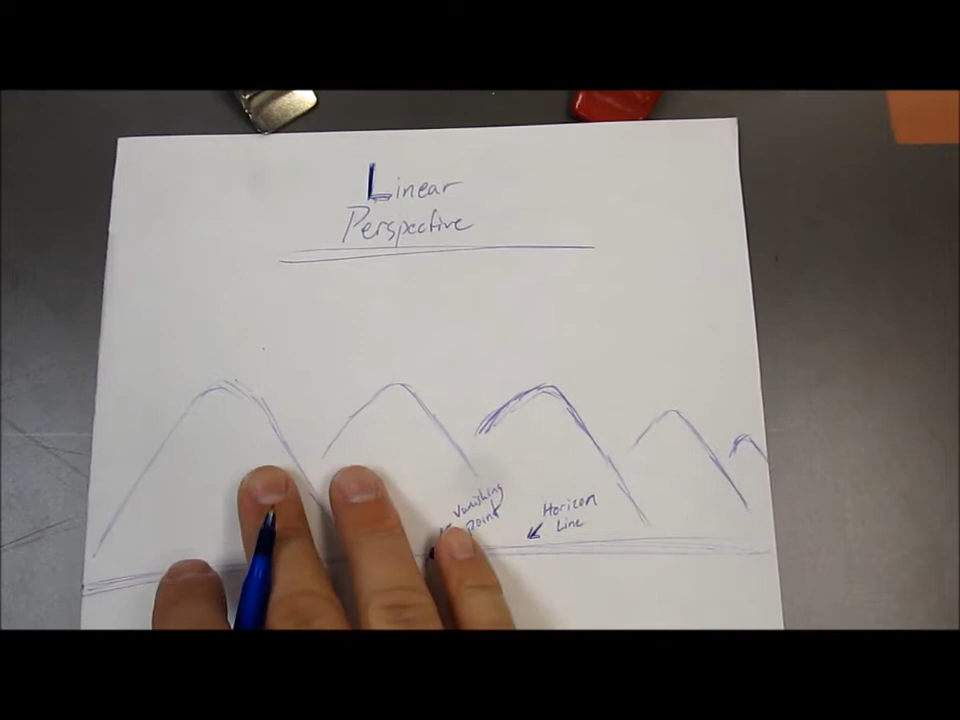 Linear
Perspective
Vanishing
Point
Horizon
Line